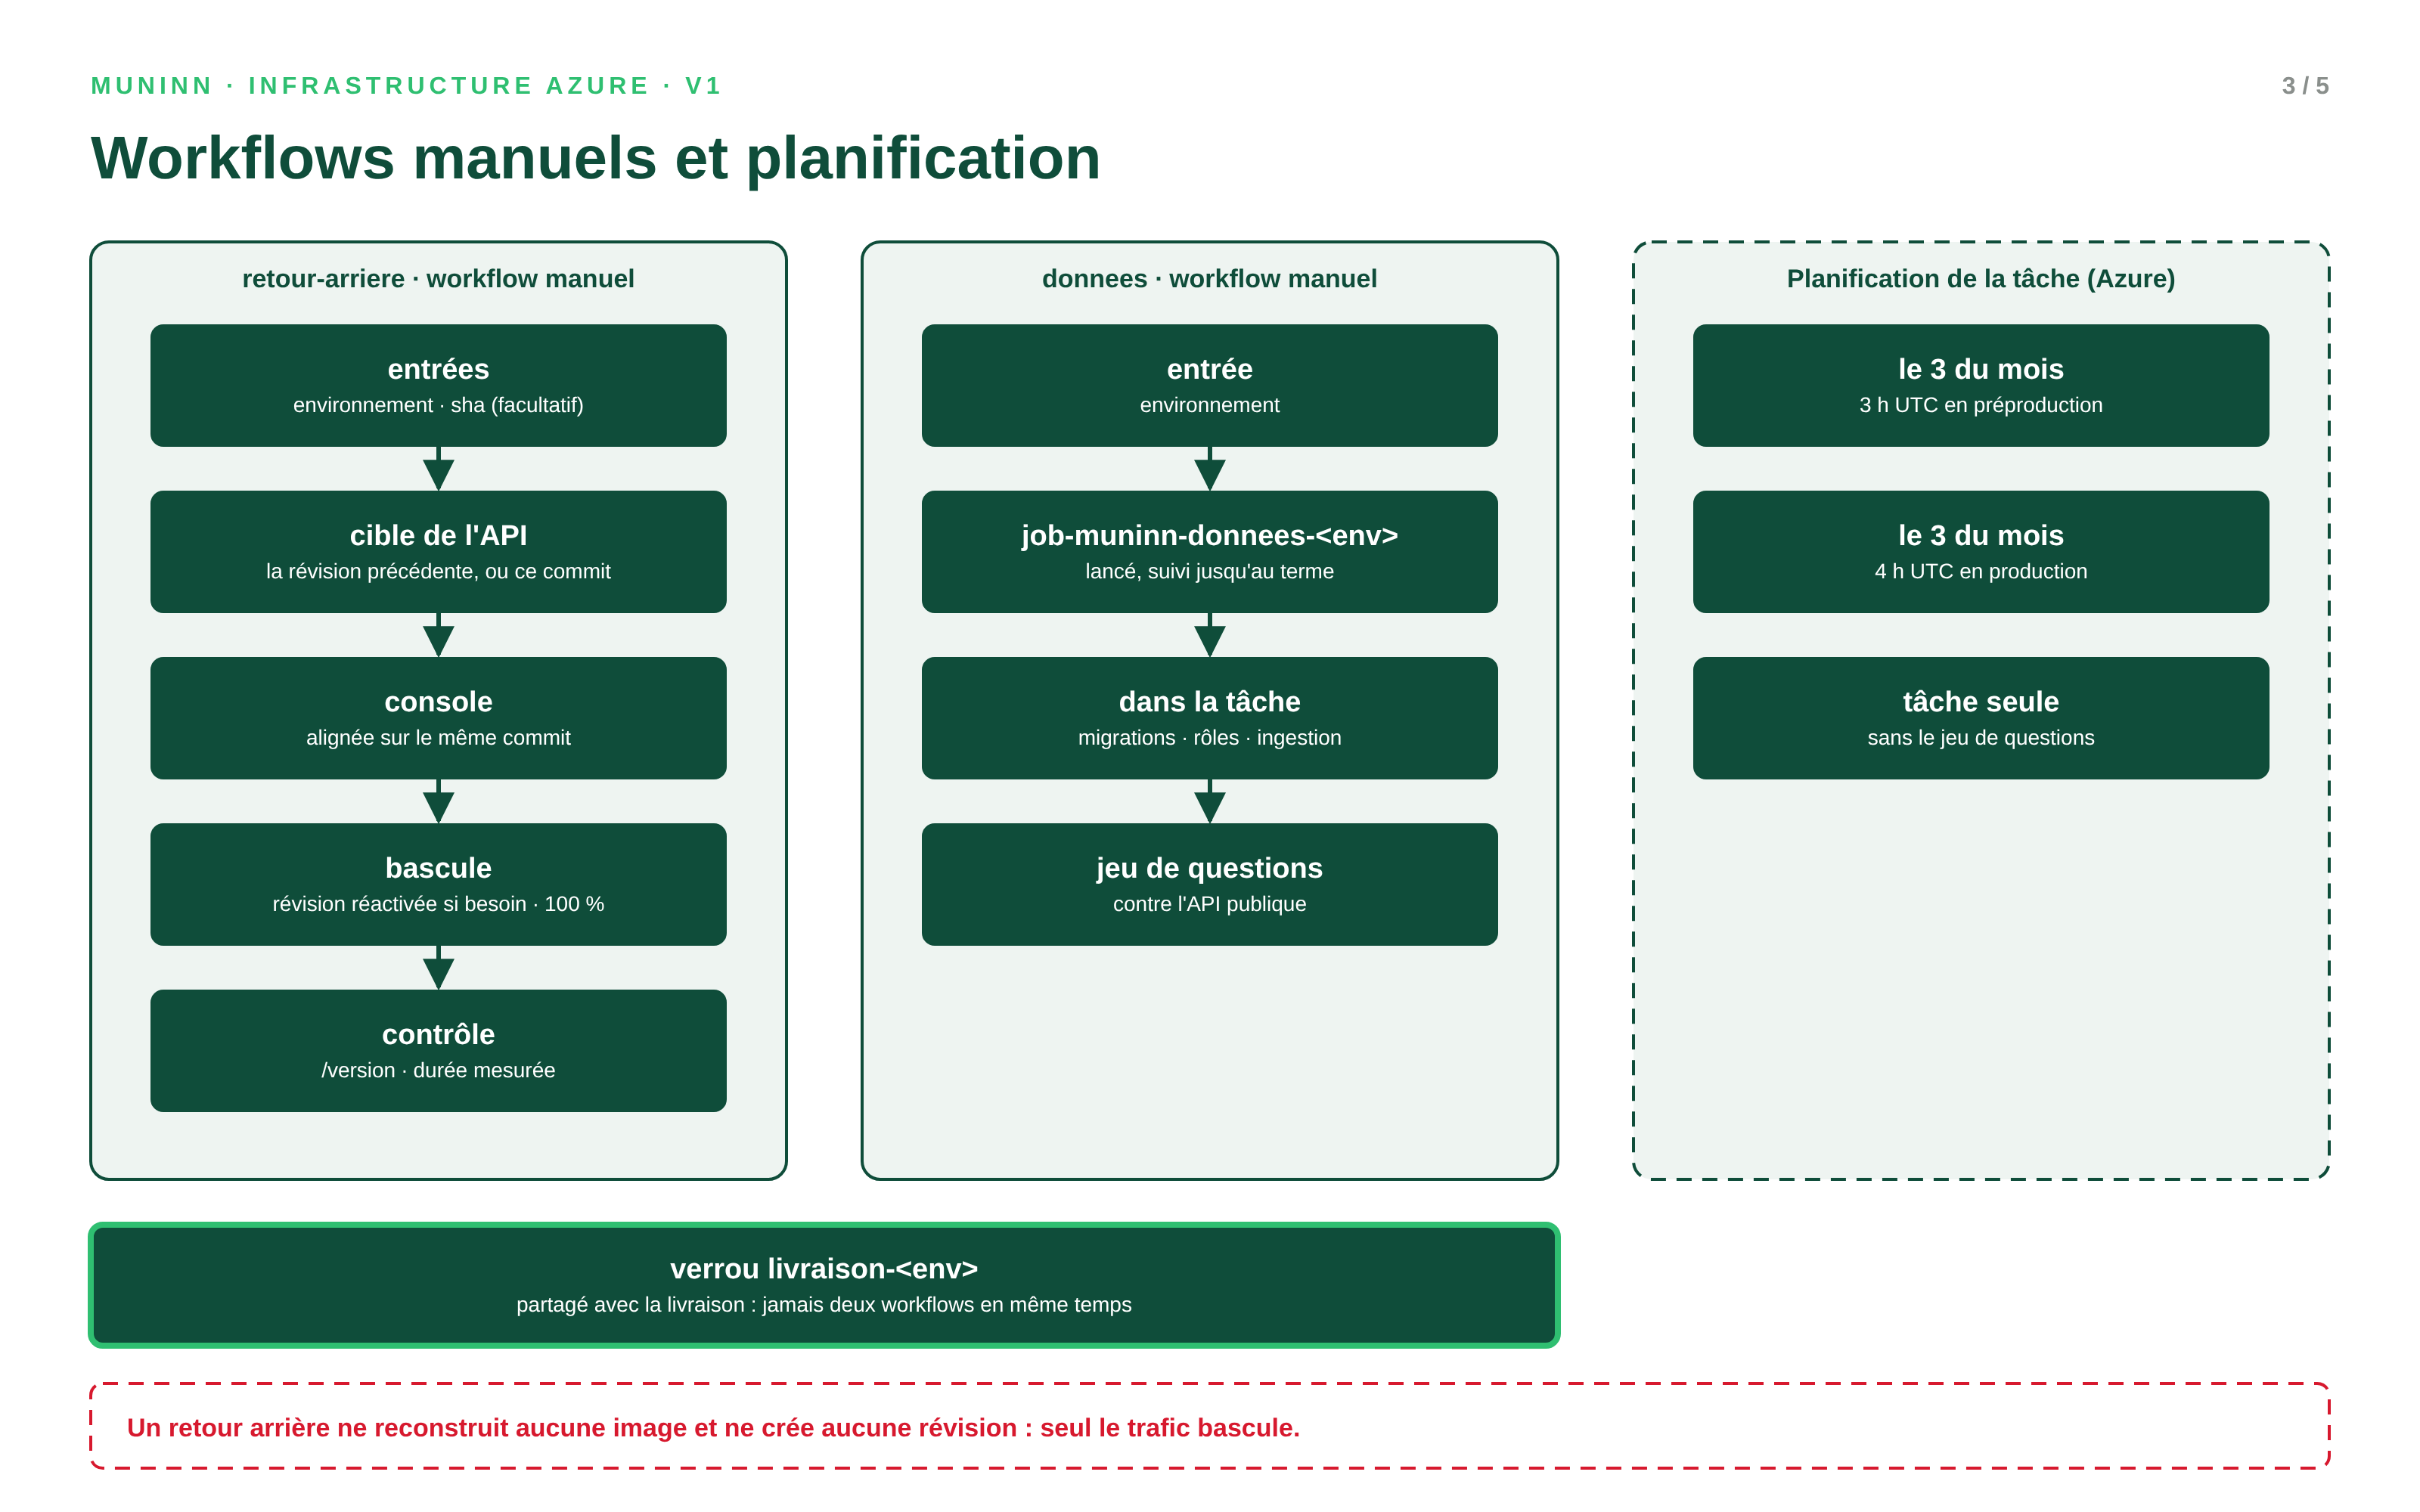 MUNINN · INFRASTRUCTURE AZURE · V1
3 / 5
Workflows manuels et planification
retour-arriere · workflow manuel
entrées
environnement · sha (facultatif)
cible de l'API
la révision précédente, ou ce commit
console
alignée sur le même commit
bascule
révision réactivée si besoin · 100 %
contrôle
/version · durée mesurée
donnees · workflow manuel
entrée
environnement
job-muninn-donnees-<env>
lancé, suivi jusqu'au terme
dans la tâche
migrations · rôles · ingestion
jeu de questions
contre l'API publique
Planification de la tâche (Azure)
le 3 du mois
3 h UTC en préproduction
le 3 du mois
4 h UTC en production
tâche seule
sans le jeu de questions
verrou livraison-<env>
partagé avec la livraison : jamais deux workflows en même temps
Un retour arrière ne reconstruit aucune image et ne crée aucune révision : seul le trafic bascule.